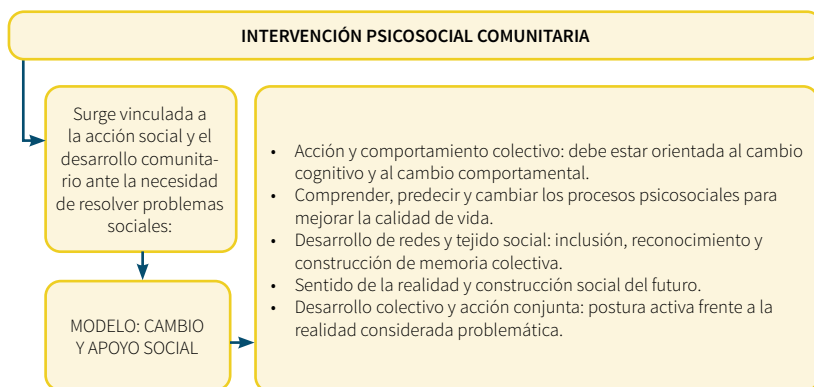 INTERVENCIÓN PSICOSOCIAL COMUNITARIA
Surge vinculada a
la acción social y el
desarrollo comunita-
rio ante la necesidad
de resolver problemas
sociales:
MODELO: CAMBIO
Y APOYO SOCIAL
• Acción y comportamiento colectivo: debe estar orientada al cambio
cognitivo y al cambio comportamental.
• Comprender, predecir y cambiar los procesos psicosociales para
mejorar la calidad de vida.
• Desarrollo de redes y tejido social: inclusión, reconocimiento y
construcción de memoria colectiva.
• Sentido de la realidad y construcción social del futuro.
• Desarrollo colectivo y acción conjunta: postura activa frente a la
realidad considerada problemática.